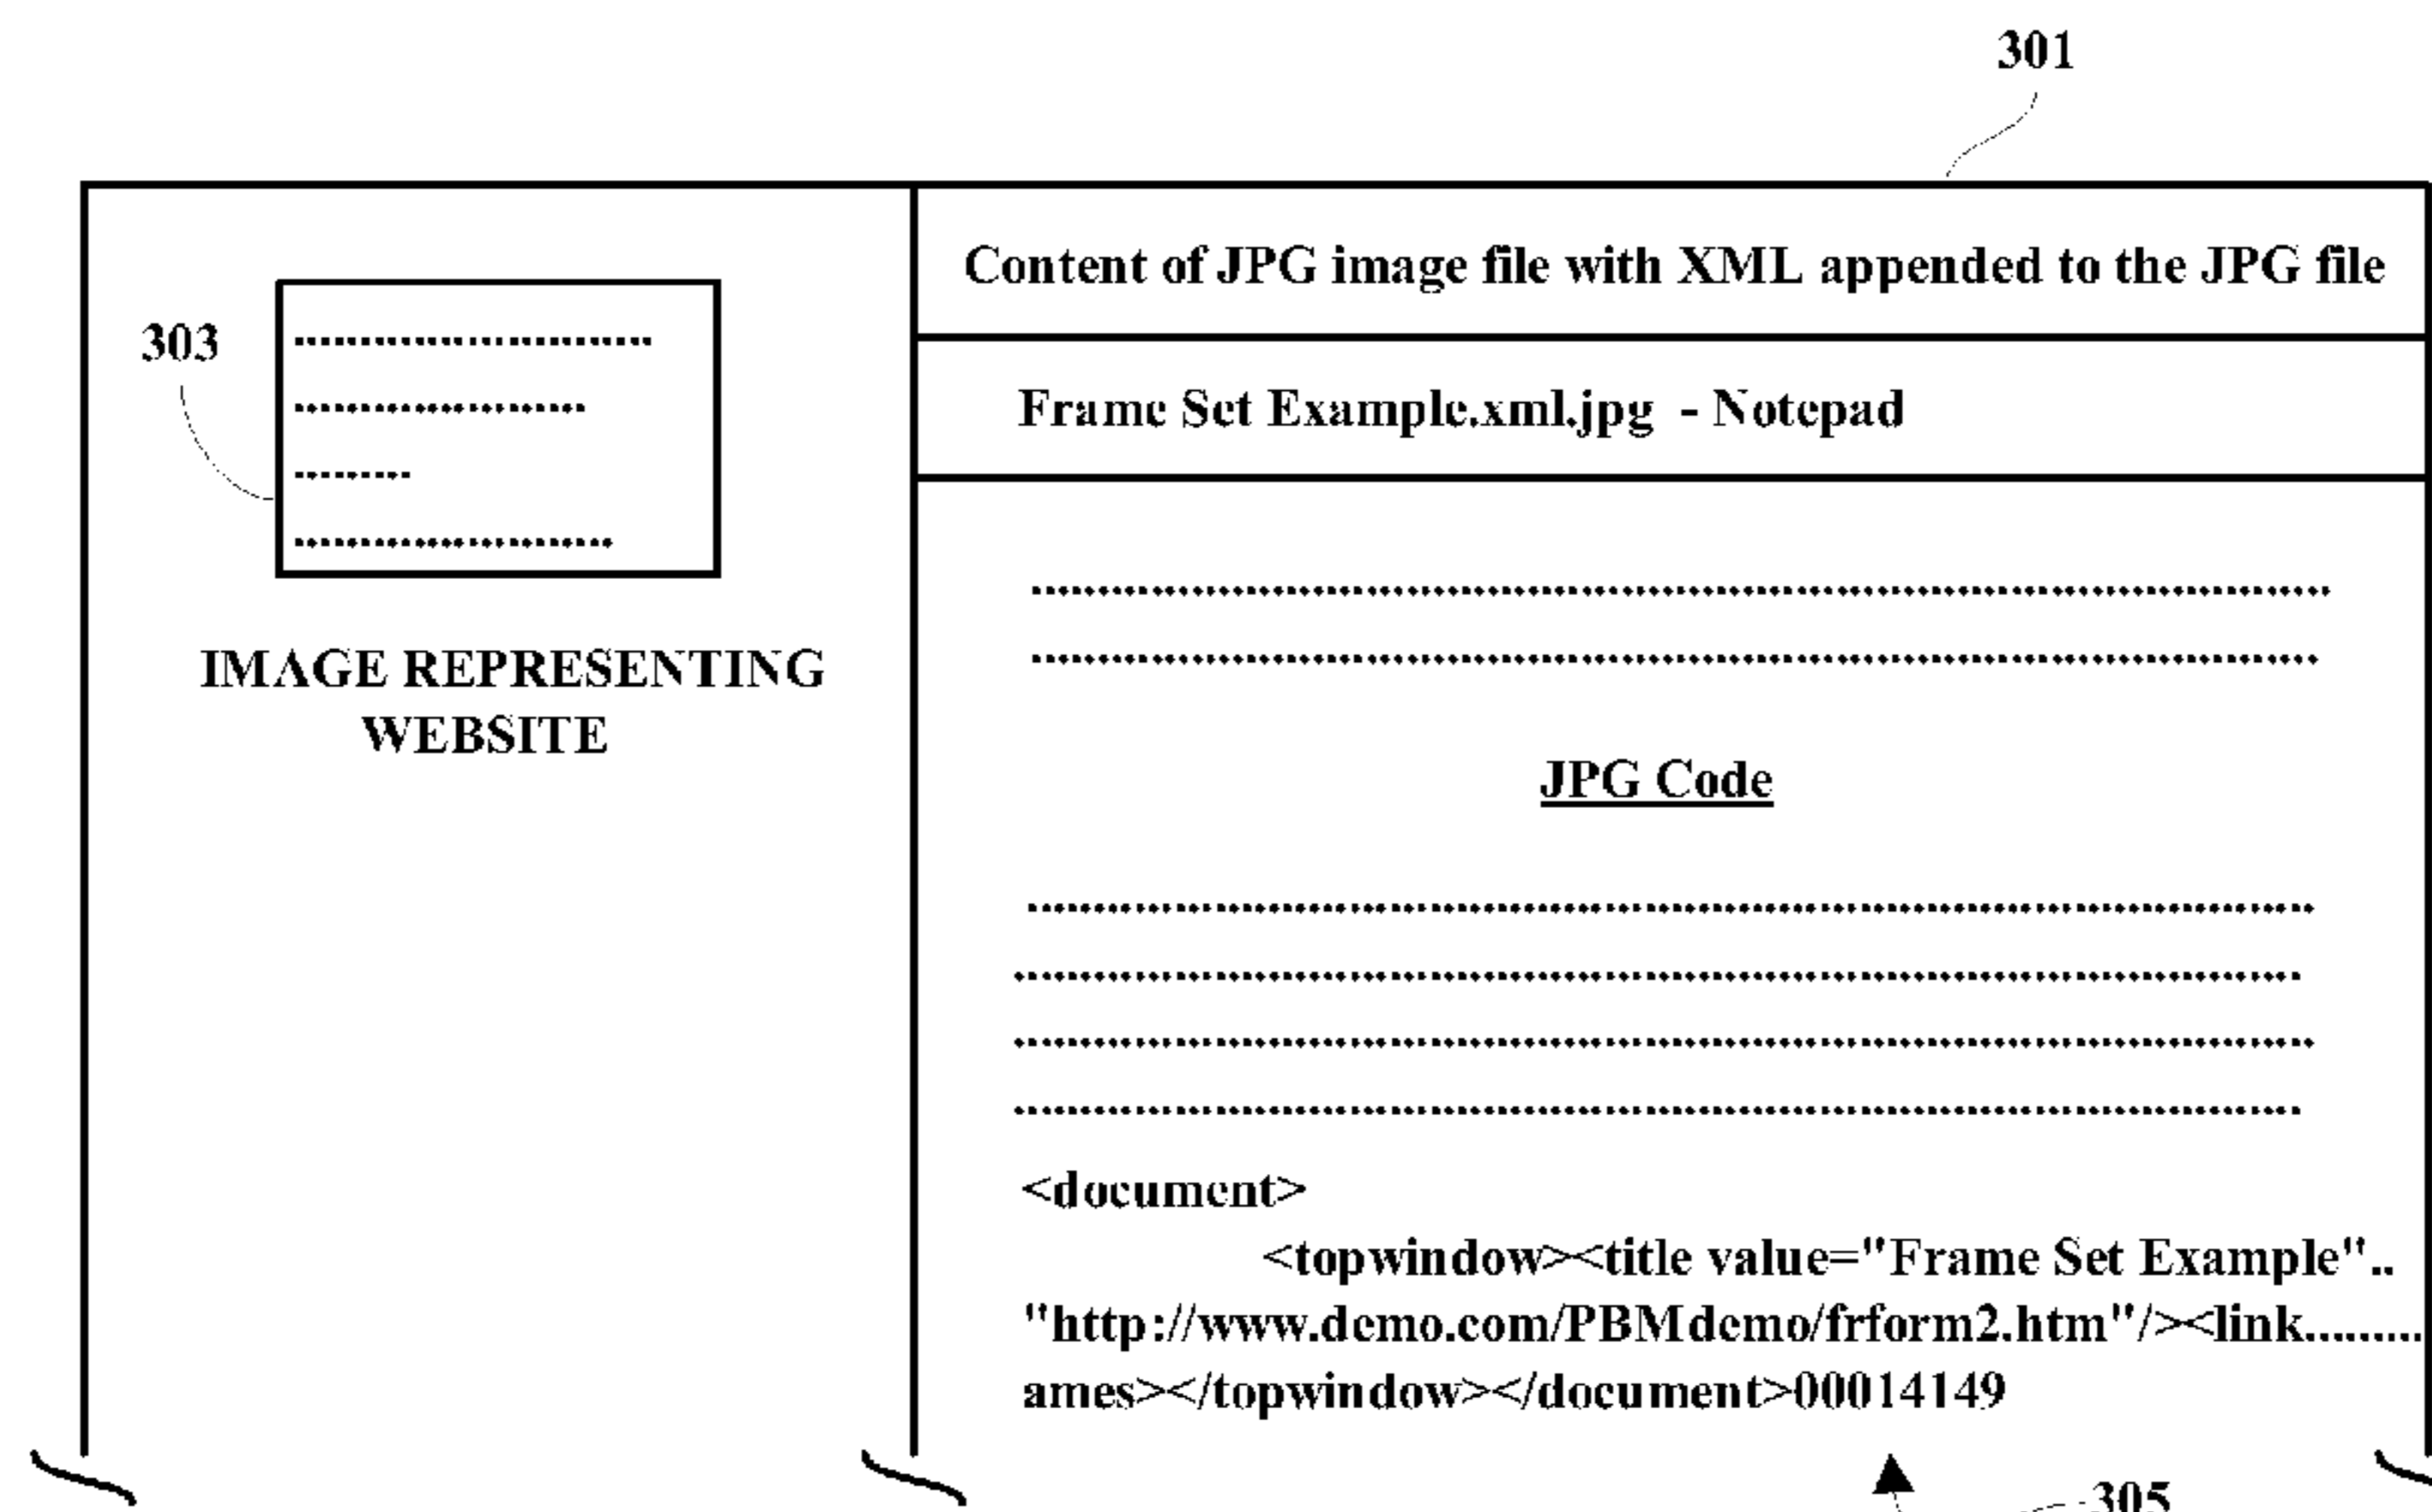 301
303
IMAGE REPRESENTING
WEBSITE
Content of JPG image file with XML appended to the JPG file
Frame Set Example.xml.jpg - Notepad
JPG Code
<document>
<topwindow><title value="Frame Set Example"..
"http://www.demo.com/PBMdemo/frform2.htm"/><link.........
ames></topwindow></document>00014149
305